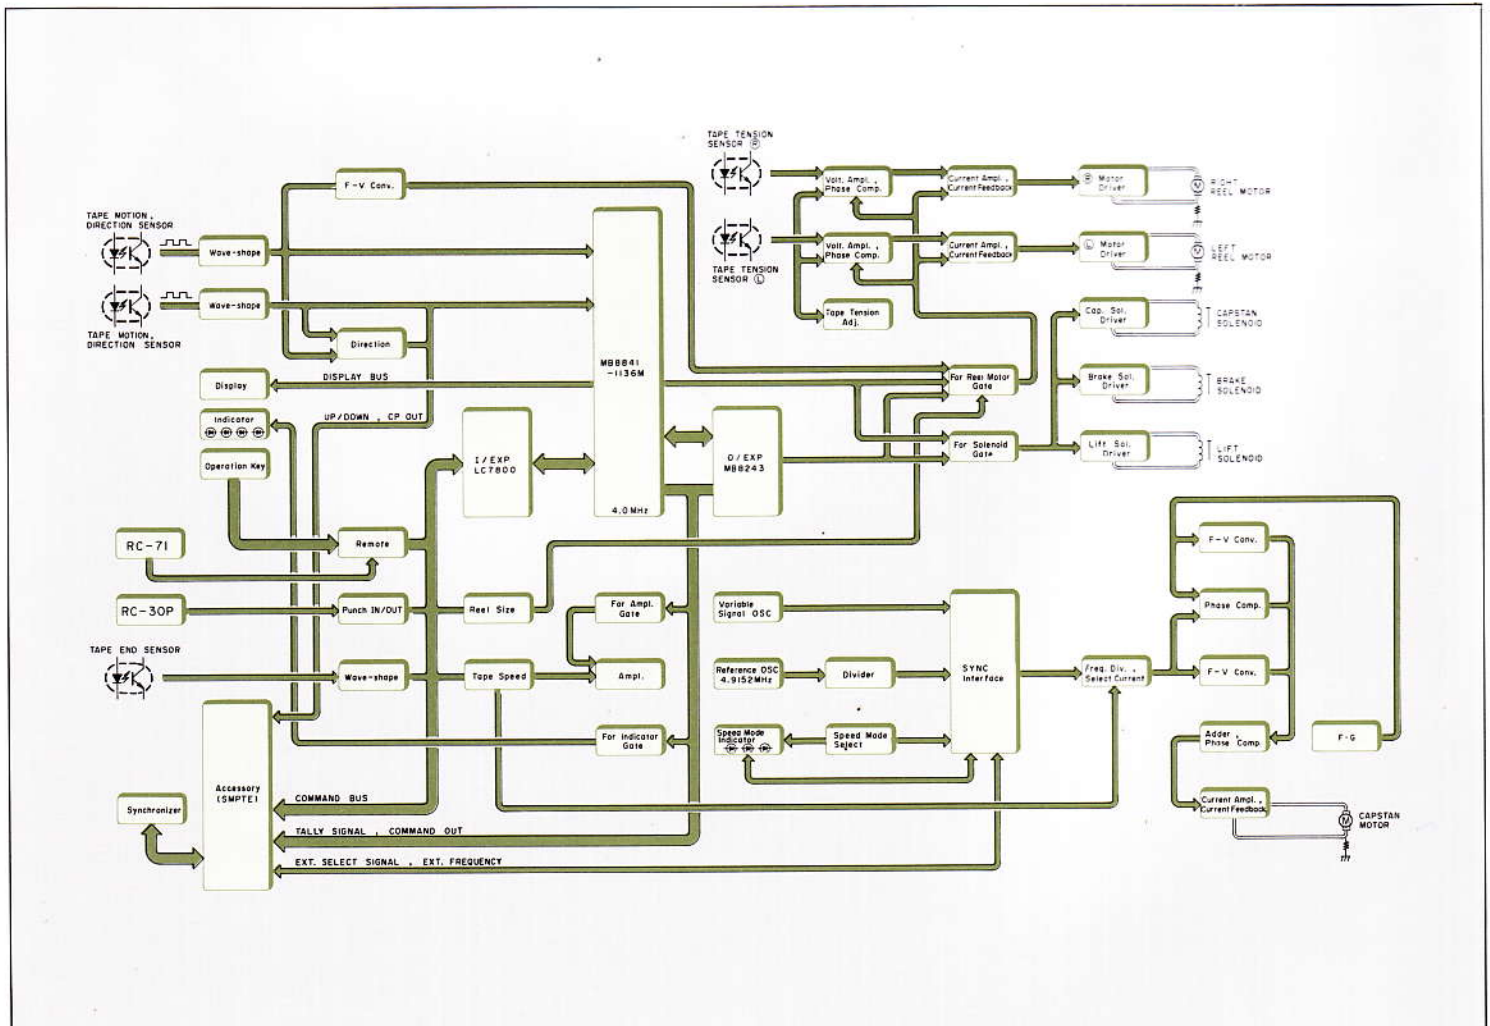 TAPE TENSION
SENSOR Ⓡ
F-V Conv.
Volt. Ampl. ,
Phase Comp.
Current Ampl. ,
Current Feedback
Ⓡ Motor
Driver
M
RIGHT
REEL MOTOR
TAPE MOTION,
DIRECTION SENSOR
Wave-shape
Volt. Ampl. ,
Phase Comp.
Current Ampl. ,
Current Feedback
Ⓛ Motor
Driver
M
LEFT
REEL MOTOR
TAPE TENSION
SENSOR Ⓛ
Wave-shape
TAPE MOTION,
DIRECTION SENSOR
Tape Tension
Adj.
Cap. Sol.
Driver
CAPSTAN
SOLENOID
Direction
MB8841
-1136M
Display
DISPLAY BUS
For Reel Motor
Gate
Brake Sol.
Driver
BRAKE
SOLENOID
Indicator
UP/DOWN , CP OUT
For Solenoid
Gate
Lift Sol.
Driver
LIFT
SOLENOID
Operation Key
I/EXP
LC7800
O/EXP
MB8243
4.0MHz
RC-71
Remote
F-V Conv.
RC-30P
Punch IN/OUT
Reel Size
For Ampl.
Gate
Variable
Signal OSC
Phase Comp.
TAPE END SENSOR
Wave-shape
Tape Speed
Ampl.
Reference OSC
4.9152MHz
Divider
SYNC
Interface
Freq. Div. ,
Select Current
F-V Conv.
For Indicator
Gate
Speed Mode
Indicator
Speed Mode
Select
Adder ,
Phase Comp.
F-G
Accessory
(SMPTE)
Synchronizer
COMMAND BUS
Current Ampl. ,
Current Feedback
M
CAPSTAN
MOTOR
TALLY SIGNAL , COMMAND OUT
EXT. SELECT SIGNAL , EXT. FREQUENCY